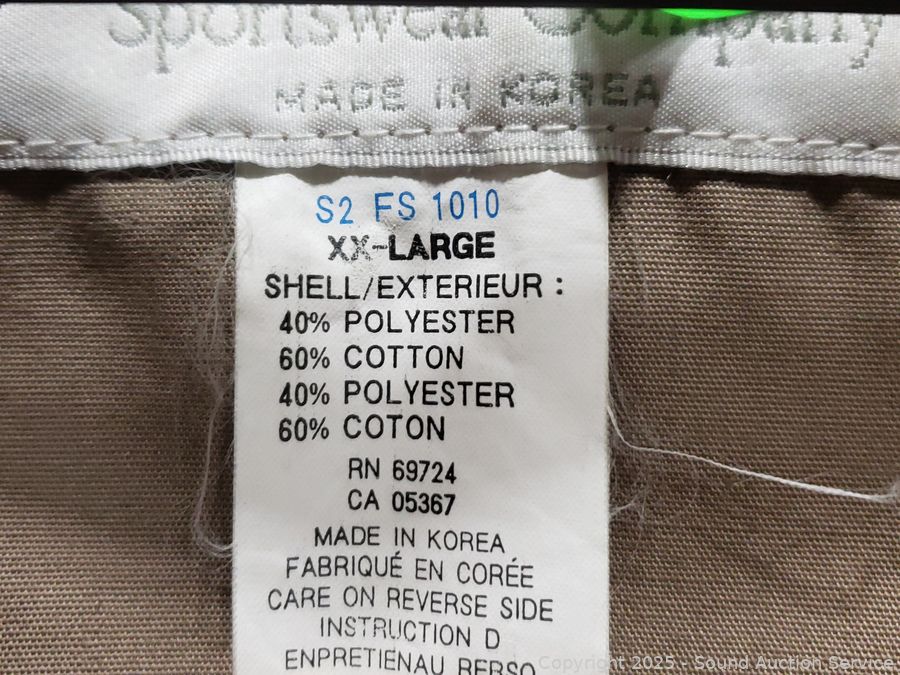 Sportswear Company
MADE IN KOREA
S2 FS 1010
XX-LARGE
SHELL/EXTERIEUR :
40% POLYESTER
60% COTTON
40% POLYESTER
60% COTON
RN 69724
CA 05367
MADE IN KOREA
FABRIQUÉ EN CORÉE
CARE ON REVERSE SIDE
INSTRUCTION D
ENPRETIENAU RERSO
Copyright 2025 - Sound Auction Service